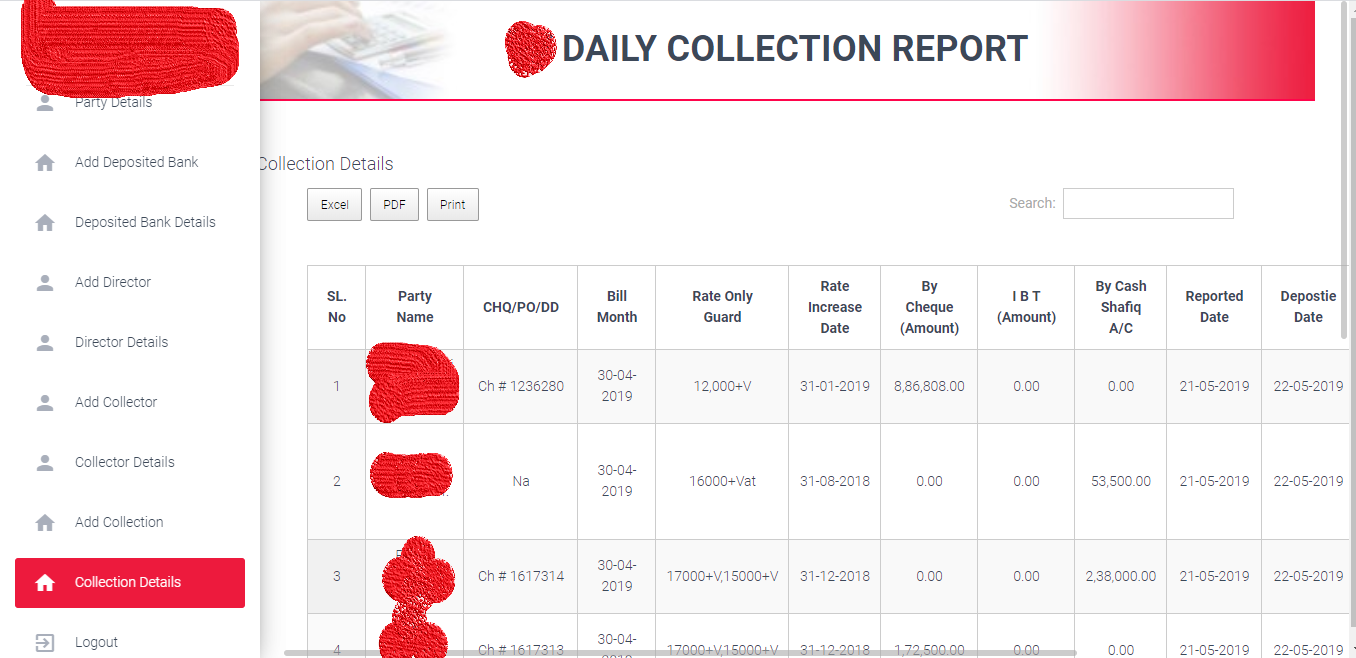 DAILY COLLECTION REPORT
Party Details
Add Deposited Bank
Deposited Bank Details
Add Director
Director Details
Add Collector
Collector Details
Add Collection
Collection Details
Logout
Collection Details
Excel PDF Print Search:
SL. No Party Name CHQ/PO/DD Bill Month Rate Only Guard Rate Increase Date By Cheque (Amount) I B T (Amount) By Cash Shafiq A/C Reported Date Depostie Date
1 Ch # 1236280 30-04-2019 12,000+V 31-01-2019 8,86,808.00 0.00 0.00 21-05-2019 22-05-2019
2 Na 30-04-2019 16000+Vat 31-08-2018 0.00 0.00 53,500.00 21-05-2019 22-05-2019
3 Ch # 1617314 30-04-2019 17000+V,15000+V 31-12-2018 0.00 0.00 2,38,000.00 21-05-2019 22-05-2019
4 Ch # 1617313 30-04-2019 17000+V,15000+V 31-12-2018 1,72,500.00 0.00 0.00 21-05-2019 22-05-2019